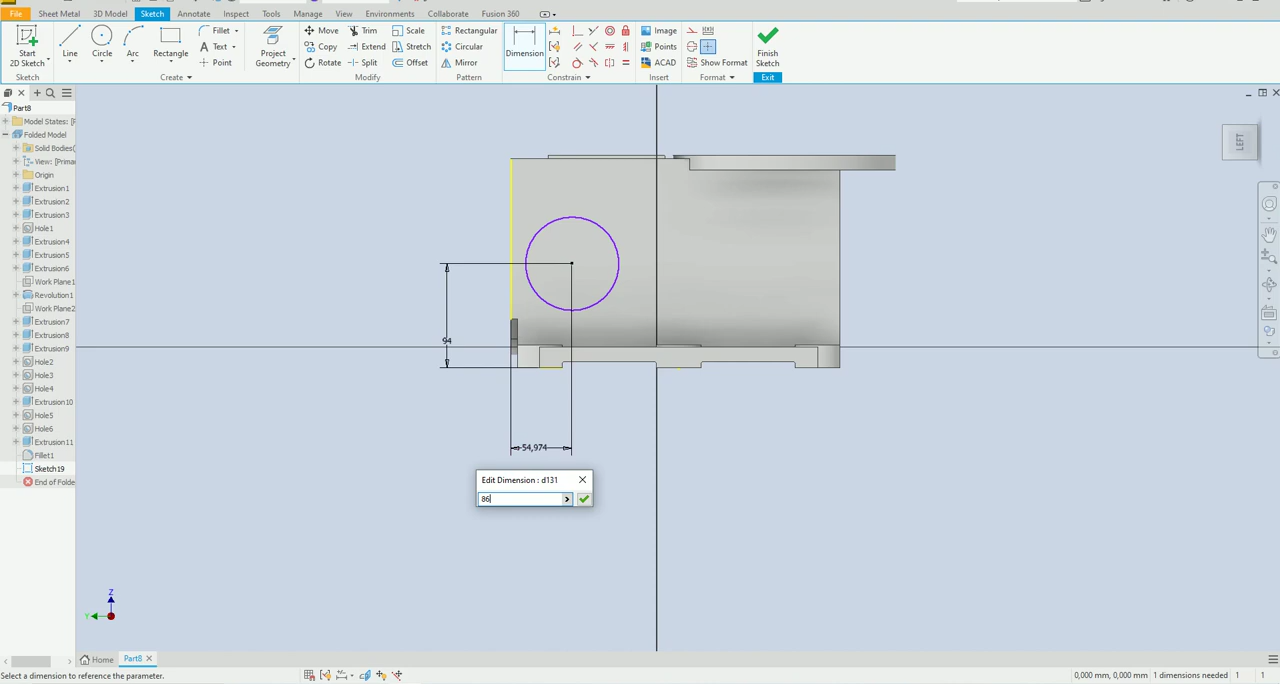 File Sheet Metal 3D Model Sketch Annotate Inspect Tools Manage View Environments Collaborate Fusion 360
Start
2D Sketch
Line
Circle
Arc
Rectangle
Fillet
Text
Point
Project
Geometry
Move
Copy
Rotate
Trim
Extend
Split
Scale
Stretch
Offset
Rectangular
Circular
Mirror
Dimension
Image
Points
ACAD
Show Format
Finish
Sketch
Sketch Create Modify Pattern Constrain Insert Format Exit
Part8
Model States: [P
Folded Model
Solid Bodies(
View: [Prima
Origin
Extrusion1
Extrusion2
Extrusion3
Hole1
Extrusion4
Extrusion5
Extrusion6
Work Plane1
Revolution1
Work Plane2
Extrusion7
Extrusion8
Extrusion9
Hole2
Hole3
Hole4
Extrusion10
Hole5
Hole6
Extrusion11
Fillet1
Sketch19
End of Folde
LEFT
94
54,974
Edit Dimension : d131
86
Z
Y
Home Part8
Select a dimension to reference the parameter.
0,000 mm, 0,000 mm 1 dimensions needed 1 1